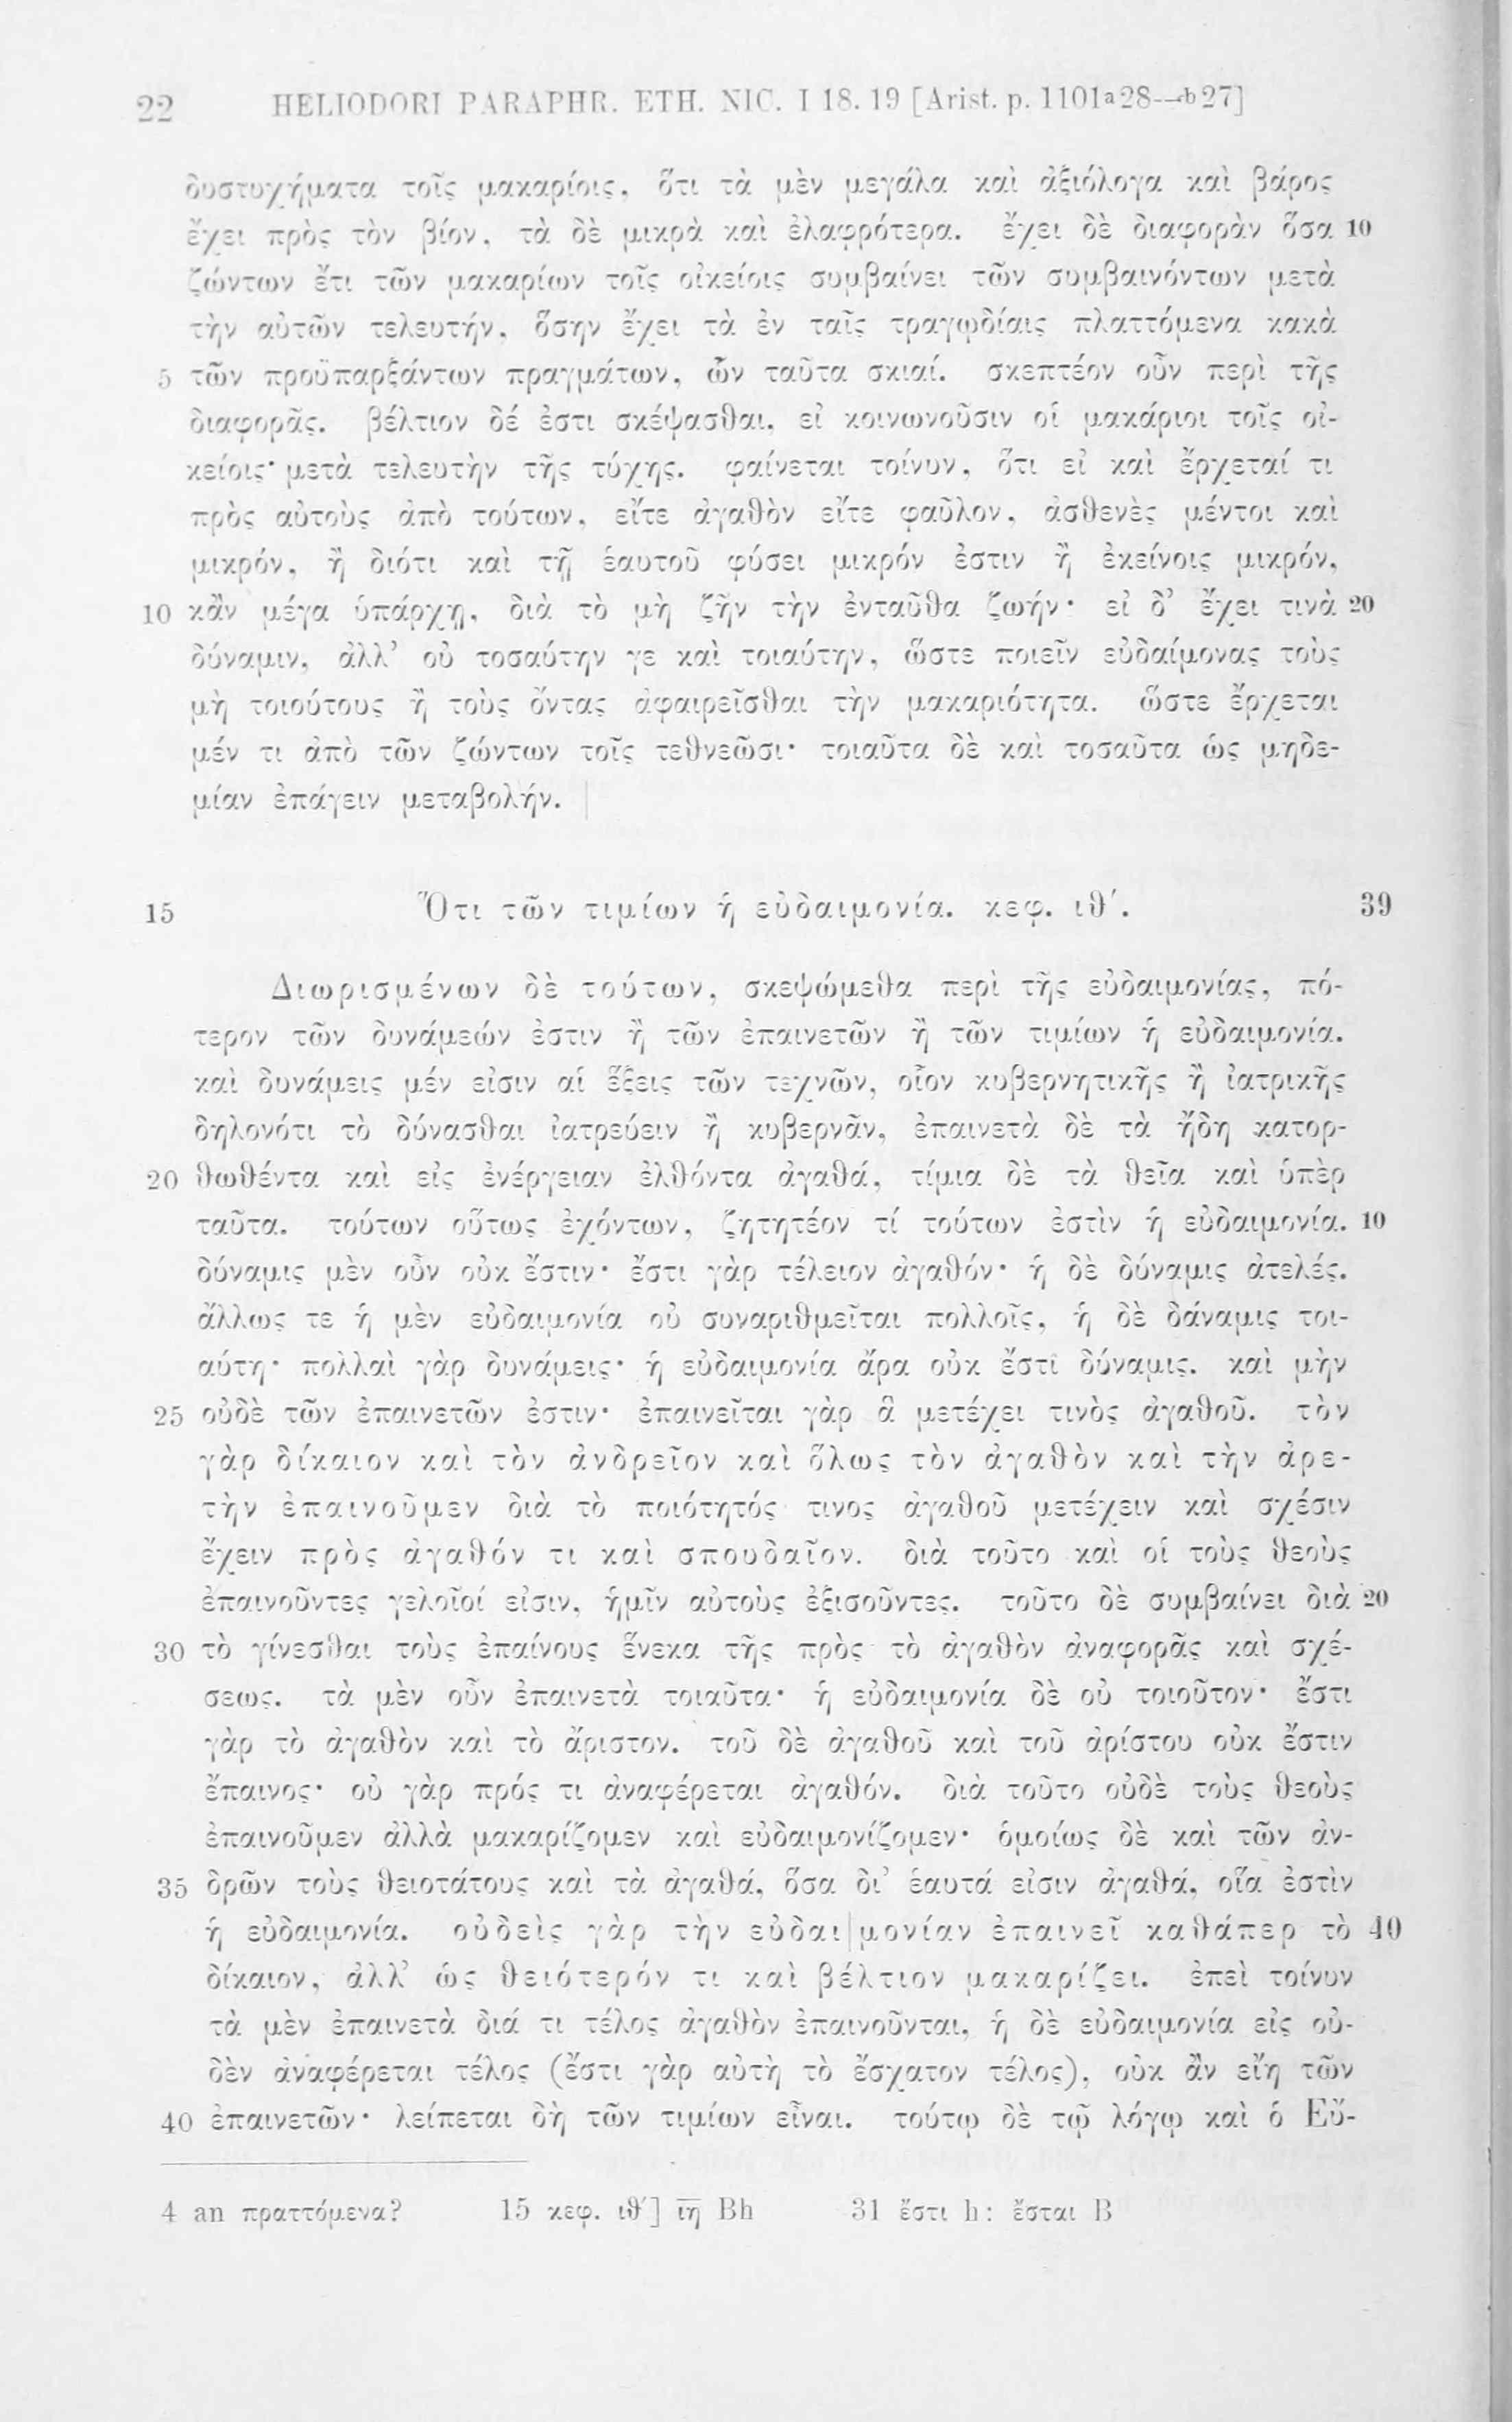 22 HELIODORI PARAPHR. ETH. NIC. I 18. 19 [Arist. p. 1101a28—b27]
δυστυχήματα τοῖς μακαρίοις, ὅτι τὰ μὲν μεγάλα καὶ ἀξιόλογα καὶ βάρος
ἔχει πρὸς τὸν βίον, τὰ δὲ μικρὰ καὶ ἐλαφρότερα. ἔχει δὲ διαφορὰν ὅσα 10
ζώντων ἔτι τῶν μακαρίων τοῖς οἰκείοις συμβαίνει τῶν συμβαινόντων μετὰ
τὴν αὐτῶν τελευτήν, ὅσην ἔχει τὰ ἐν ταῖς τραγῳδίαις πλαττόμενα κακὰ
5 τῶν προϋπαρξάντων πραγμάτων, ὧν ταῦτα σκιαί. σκεπτέον οὖν περὶ τῆς
διαφορᾶς. βέλτιον δέ ἐστι σκέψασθαι, εἰ κοινωνοῦσιν οἱ μακάριοι τοῖς οἰ-
κείοις· μετὰ τελευτὴν τῆς τύχης. φαίνεται τοίνυν, ὅτι εἰ καὶ ἔρχεταί τι
πρὸς αὐτοὺς ἀπὸ τούτων, εἴτε ἀγαθὸν εἴτε φαῦλον, ἀσθενὲς μέντοι καὶ
μικρόν, ἢ διότι καὶ τῇ ἑαυτοῦ φύσει μικρόν ἐστιν ἢ ἐκείνοις μικρόν,
10 κἂν μέγα ὑπάρχῃ, διὰ τὸ μὴ ζῆν τὴν ἐνταῦθα ζωήν· εἰ δ’ ἔχει τινὰ 20
δύναμιν, ἀλλ’ οὐ τοσαύτην γε καὶ τοιαύτην, ὥστε ποιεῖν εὐδαίμονας τοὺς
μὴ τοιούτους ἢ τοὺς ὄντας ἀφαιρεῖσθαι τὴν μακαριότητα. ὥστε ἔρχεται
μέν τι ἀπὸ τῶν ζώντων τοῖς τεθνεῶσι· τοιαῦτα δὲ καὶ τοσαῦτα ὡς μηδε-
μίαν ἐπάγειν μεταβολήν. |
15 Ὅτι τῶν τιμίων ἡ εὐδαιμονία. κεφ. ιθ′. 39
Διωρισμένων δὲ τούτων, σκεψώμεθα περὶ τῆς εὐδαιμονίας, πό-
τερον τῶν δυνάμεών ἐστιν ἢ τῶν ἐπαινετῶν ἢ τῶν τιμίων ἡ εὐδαιμονία.
καὶ δυνάμεις μέν εἰσιν αἱ ἕξεις τῶν τεχνῶν, οἷον κυβερνητικῆς ἢ ἰατρικῆς
δηλονότι τὸ δύνασθαι ἰατρεύειν ἢ κυβερνᾶν, ἐπαινετὰ δὲ τὰ ἤδη κατορ-
20 θωθέντα καὶ εἰς ἐνέργειαν ἐλθόντα ἀγαθά, τίμια δὲ τὰ θεῖα καὶ ὑπὲρ
ταῦτα. τούτων οὕτως ἐχόντων, ζητητέον τί τούτων ἐστὶν ἡ εὐδαιμονία. 10
δύναμις μὲν οὖν οὐκ ἔστιν· ἔστι γὰρ τέλειον ἀγαθόν· ἡ δὲ δύναμις ἀτελές.
ἄλλως τε ἡ μὲν εὐδαιμονία οὐ συναριθμεῖται πολλοῖς, ἡ δὲ δάναμις τοι-
αύτη· πολλαὶ γὰρ δυνάμεις· ἡ εὐδαιμονία ἄρα οὐκ ἔστι δύναμις. καὶ μὴν
25 οὐδὲ τῶν ἐπαινετῶν ἐστιν· ἐπαινεῖται γὰρ ἃ μετέχει τινὸς ἀγαθοῦ. τὸν
γὰρ δίκαιον καὶ τὸν ἀνδρεῖον καὶ ὅλως τὸν ἀγαθὸν καὶ τὴν ἀρε-
τὴν ἐπαινοῦμεν διὰ τὸ ποιότητός τινος ἀγαθοῦ μετέχειν καὶ σχέσιν
ἔχειν πρὸς ἀγαθόν τι καὶ σπουδαῖον. διὰ τοῦτο καὶ οἱ τοὺς θεοὺς
ἐπαινοῦντες γελοῖοί εἰσιν, ἡμῖν αὐτοὺς ἐξισοῦντες. τοῦτο δὲ συμβαίνει διὰ 20
30 τὸ γίνεσθαι τοὺς ἐπαίνους ἕνεκα τῆς πρὸς τὸ ἀγαθὸν ἀναφορᾶς καὶ σχέ-
σεως. τὰ μὲν οὖν ἐπαινετὰ τοιαῦτα· ἡ εὐδαιμονία δὲ οὐ τοιοῦτον· ἔστι
γὰρ τὸ ἀγαθὸν καὶ τὸ ἄριστον. τοῦ δὲ ἀγαθοῦ καὶ τοῦ ἀρίστου οὐκ ἔστιν
ἔπαινος· οὐ γὰρ πρός τι ἀναφέρεται ἀγαθόν. διὰ τοῦτο οὐδὲ τοὺς θεοὺς
ἐπαινοῦμεν ἀλλὰ μακαρίζομεν καὶ εὐδαιμονίζομεν· ὁμοίως δὲ καὶ τῶν ἀν-
35 δρῶν τοὺς θειοτάτους καὶ τὰ ἀγαθά, ὅσα δι’ ἑαυτά εἰσιν ἀγαθά, οἷα ἐστὶν
ἡ εὐδαιμονία. οὐδεὶς γὰρ τὴν εὐδαι|μονίαν ἐπαινεῖ καθάπερ τὸ 40
δίκαιον, ἀλλ’ ὡς θειότερόν τι καὶ βέλτιον μακαρίζει. ἐπεὶ τοίνυν
τὰ μὲν ἐπαινετὰ διά τι τέλος ἀγαθὸν ἐπαινοῦνται, ἡ δὲ εὐδαιμονία εἰς οὐ-
δὲν ἀναφέρεται τέλος (ἔστι γὰρ αὐτὴ τὸ ἔσχατον τέλος), οὐκ ἂν εἴη τῶν
40 ἐπαινετῶν· λείπεται δὴ τῶν τιμίων εἶναι. τούτῳ δὲ τῷ λόγῳ καὶ ὁ Εὔ-
4 an πραττόμενα? 15 κεφ. ιθ′] ιη Bh 31 ἔστι h: ἔσται B